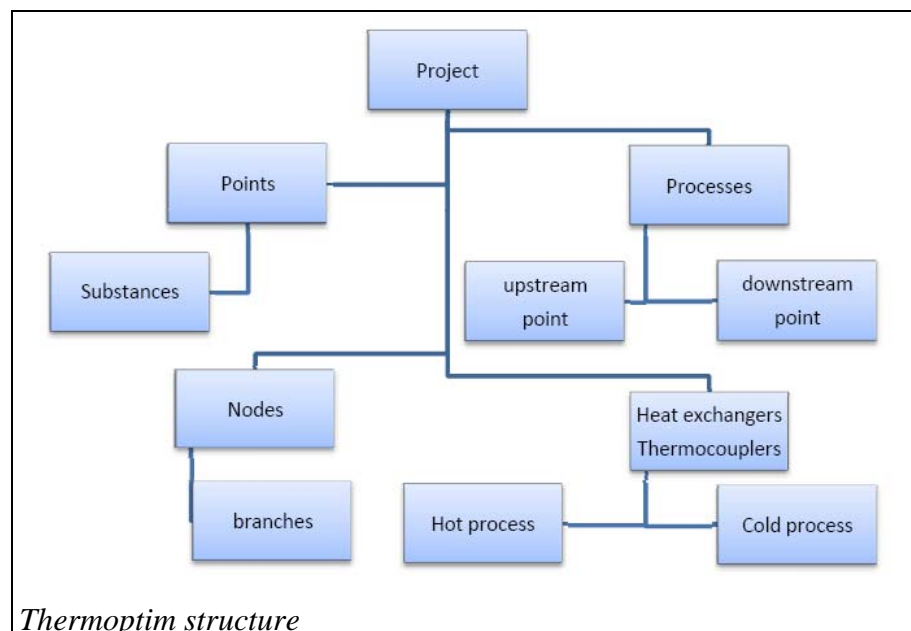 Project
Points
Processes
Substances
upstream
point
downstream
point
Nodes
Heat exchangers
Thermocouplers
branches
Hot process
Cold process
Thermoptim structure